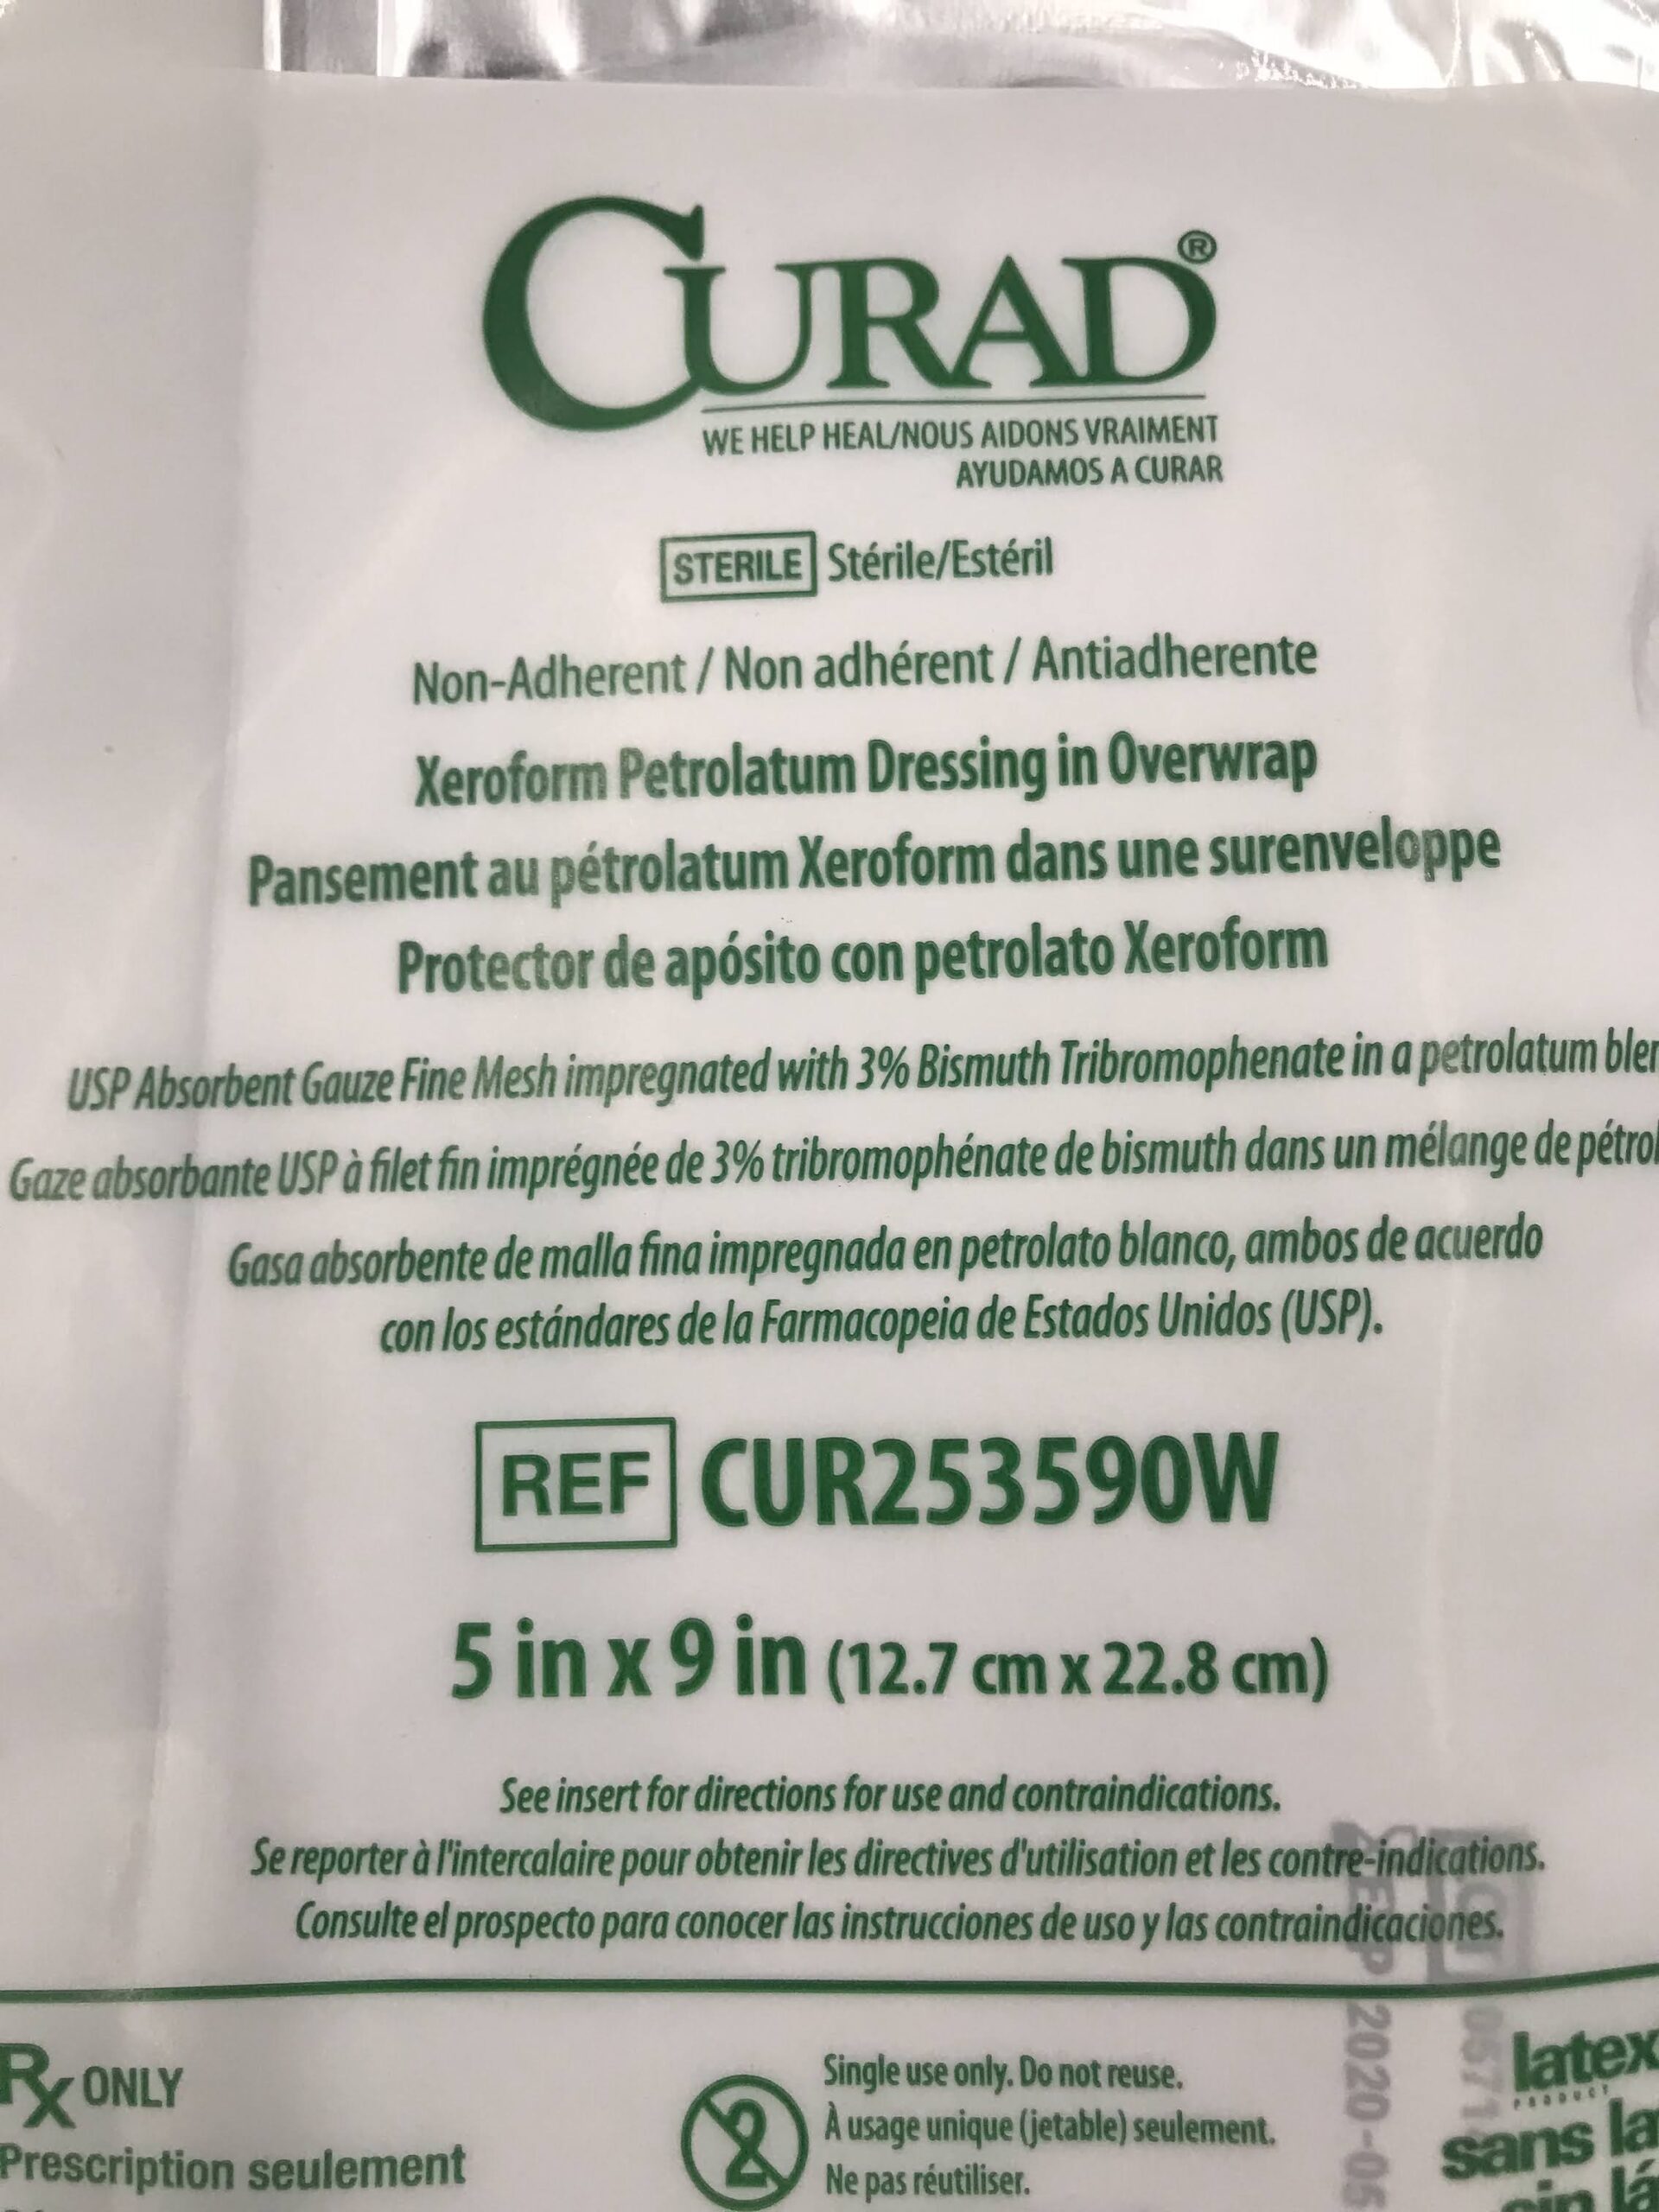 CURAD®
WE HELP HEAL/NOUS AIDONS VRAIMENT
AYUDAMOS A CURAR
STERILE Stérile/Estéril
Non-Adherent / Non adhérent / Antiadherente
Xeroform Petrolatum Dressing in Overwrap
Pansement au pétrolatum Xeroform dans une surenveloppe
Protector de apósito con petrolato Xeroform
USP Absorbent Gauze Fine Mesh impregnated with 3% Bismuth Tribromophenate in a petrolatum
Gaze absorbante USP à filet fin imprégnée de 3% tribromophénate de bismuth dans un mélange de
Gasa absorbente de malla fina impregnada en petrolato blanco, ambos de acuerdo
con los estándares de la Farmacopeia de Estados Unidos (USP).
REF CUR253590W
5 in x 9 in (12.7 cm x 22.8 cm)
See insert for directions for use and contraindications.
Se reporter à l'intercalaire pour obtenir les directives d'utilisation et les contre-indications.
Consulte el prospecto para conocer las instrucciones de uso y las contraindicaciones.
Rx ONLY
Prescription seulement
2
Single use only. Do not reuse.
À usage unique (jetable) seulement.
Ne pas réutiliser.
2020-05
latex
PRODUCT
sans